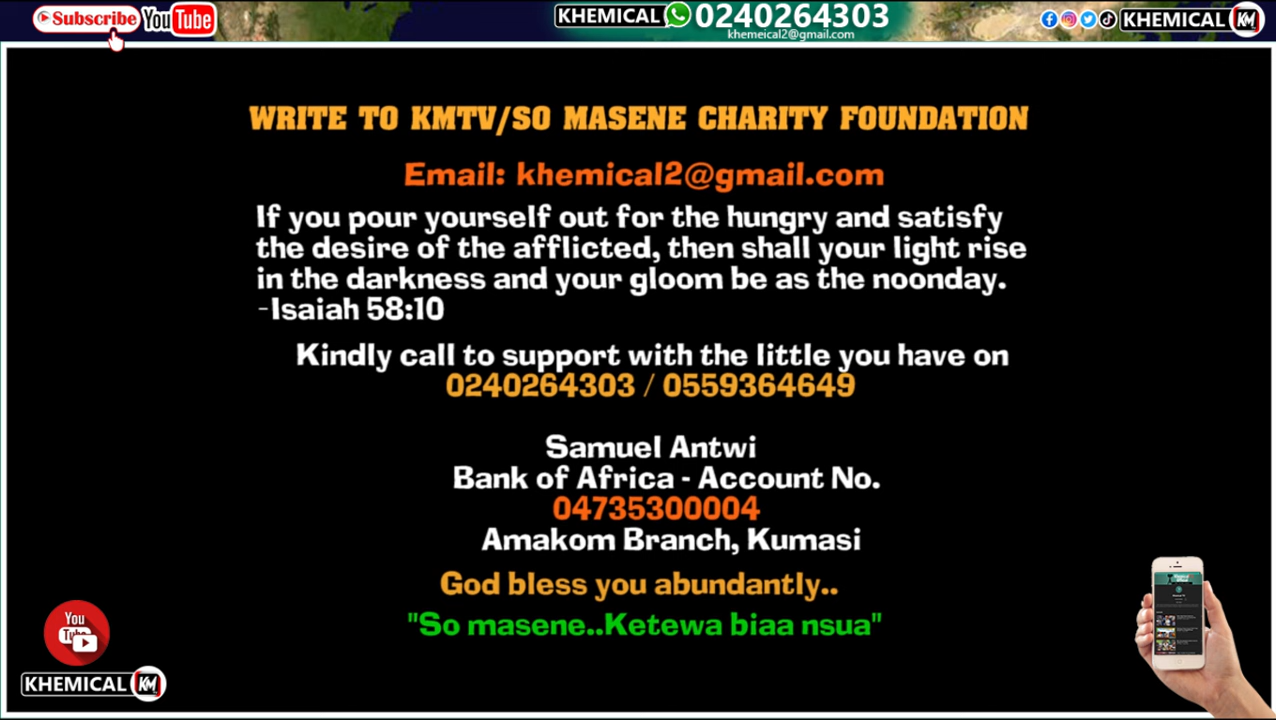 Subscribe YouTube
KHEMICAL 0240264303
khemeical2@gmail.com
KHEMICAL KM
WRITE TO KMTV/SO MASENE CHARITY FOUNDATION
Email: khemical2@gmail.com
If you pour yourself out for the hungry and satisfy
the desire of the afflicted, then shall your light rise
in the darkness and your gloom be as the noonday.
-Isaiah 58:10
Kindly call to support with the little you have on
0240264303 / 0559364649
Samuel Antwi
Bank of Africa - Account No.
04735300004
Amakom Branch, Kumasi
God bless you abundantly..
"So masene..Ketewa biaa nsua"
You
Tube
KHEMICAL KM